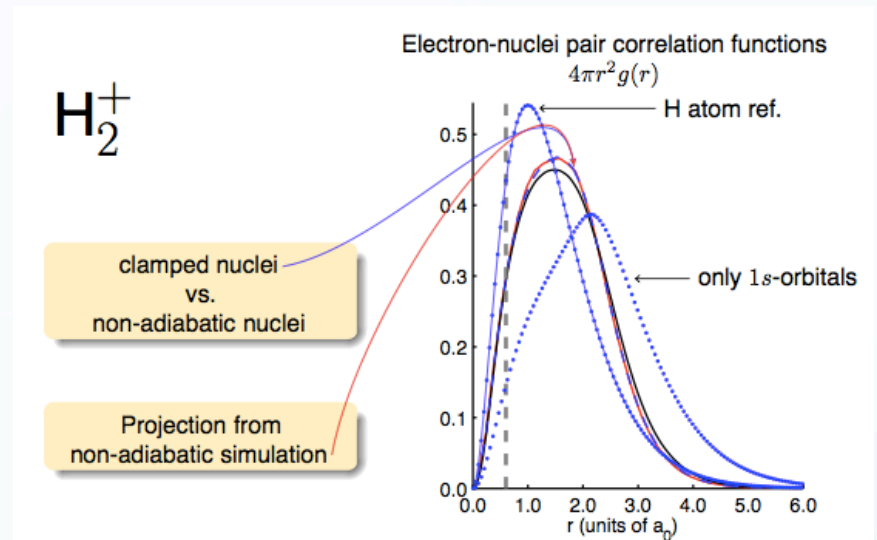 Electron-nuclei pair correlation functions
4πr²g(r)
H₂⁺
H atom ref.
0.5
0.4
clamped nuclei
vs.
non-adiabatic nuclei
0.3
only 1s-orbitals
0.2
0.1
Projection from
non-adiabatic simulation
0.0
0.0 1.0 2.0 3.0 4.0 5.0 6.0
r (units of a₀)